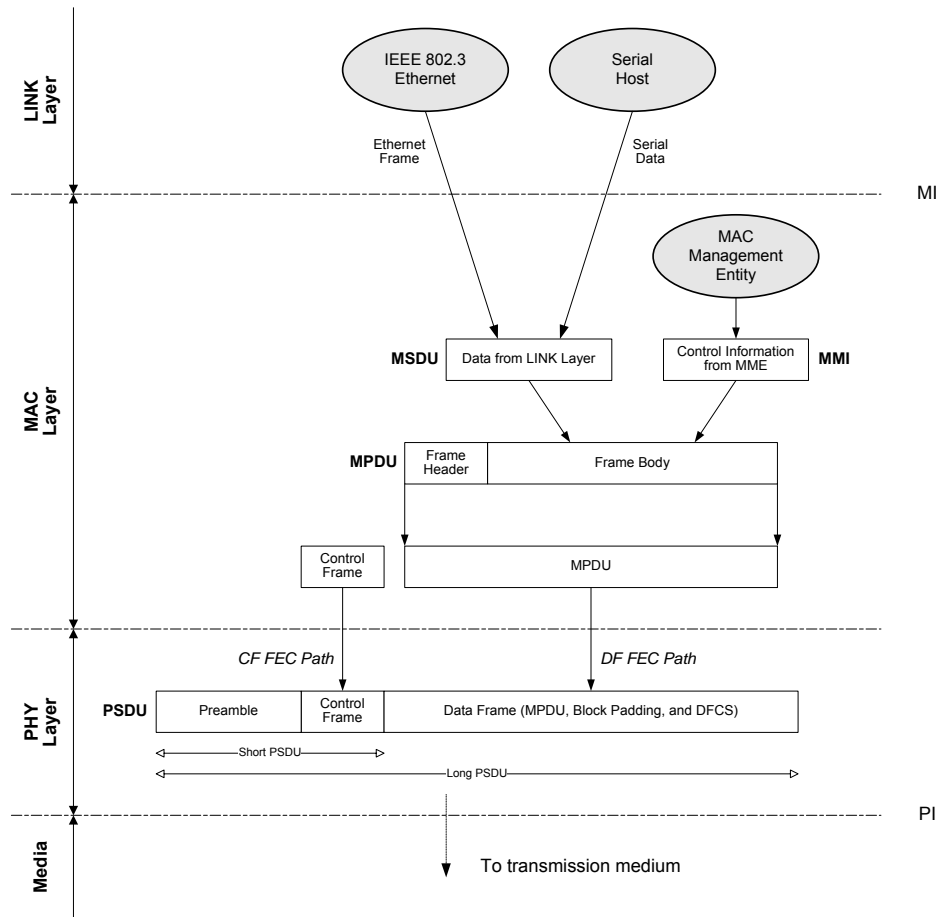 LINK
Layer
IEEE 802.3
Ethernet
Serial
Host
Ethernet
Frame
Serial
Data
MI
MAC
Layer
MAC
Management
Entity
MSDU
Data from LINK Layer
Control Information
from MME
MMI
MPDU
Frame
Header
Frame Body
Control
Frame
MPDU
PHY
Layer
CF FEC Path
DF FEC Path
PSDU
Preamble
Control
Frame
Data Frame (MPDU, Block Padding, and DFCS)
Short PSDU
Long PSDU
PI
Media
To transmission medium